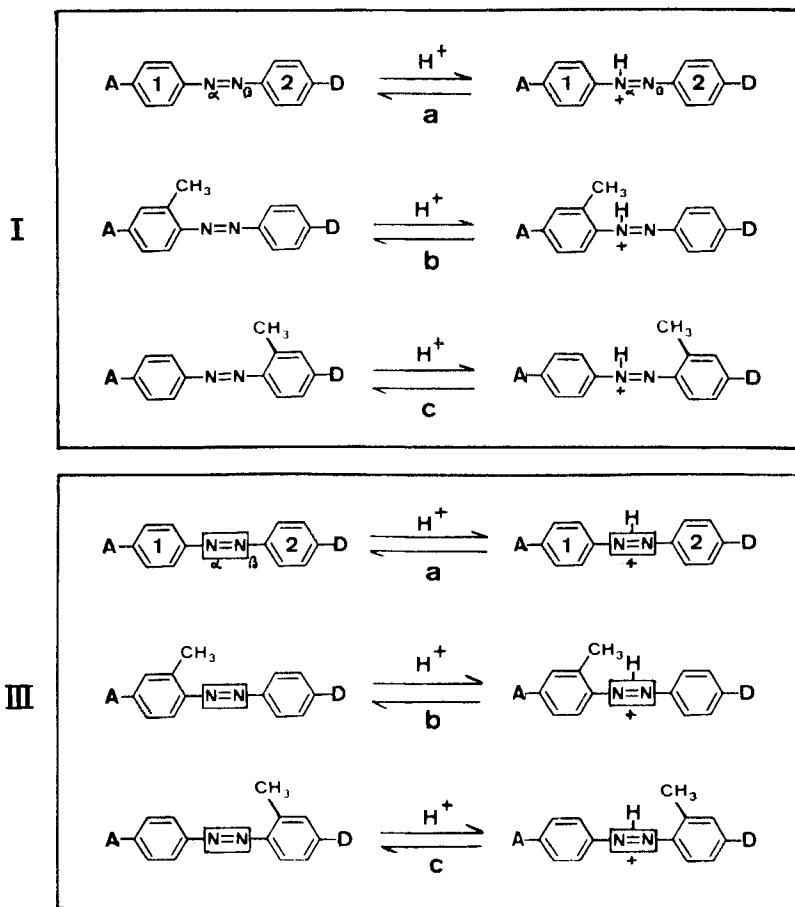 I
A 1 N=N 2 D
α β
H+
a
A 1 H N=N 2 D
+ α β
CH3
A N=N D
H+
b
CH3
A H N=N D
+
CH3
A N=N D
H+
c
CH3
A H N=N D
+
III
A 1 N=N 2 D
α β
H+
a
A 1 H N=N 2 D
+
CH3
A N=N D
H+
b
CH3
A H N=N D
+
CH3
A N=N D
H+
c
CH3
A H N=N D
+